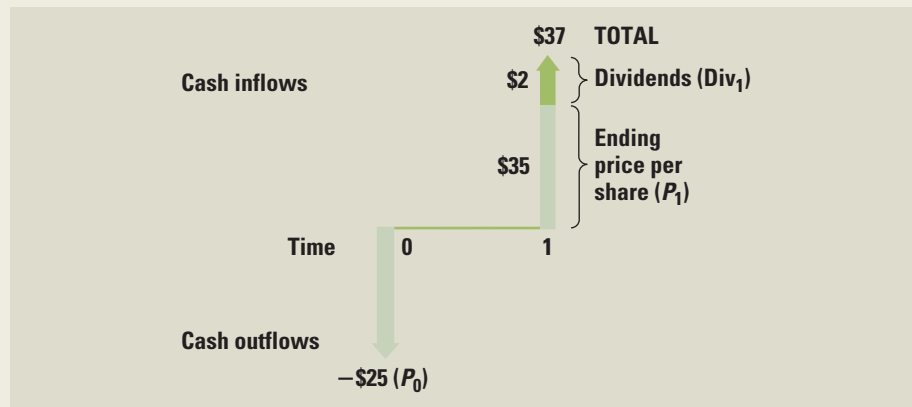 $37 TOTAL
Cash inflows
$2 Dividends (Div₁)
$35
Ending
price per
share (P₁)
Time 0 1
Cash outflows
−$25 (P₀)